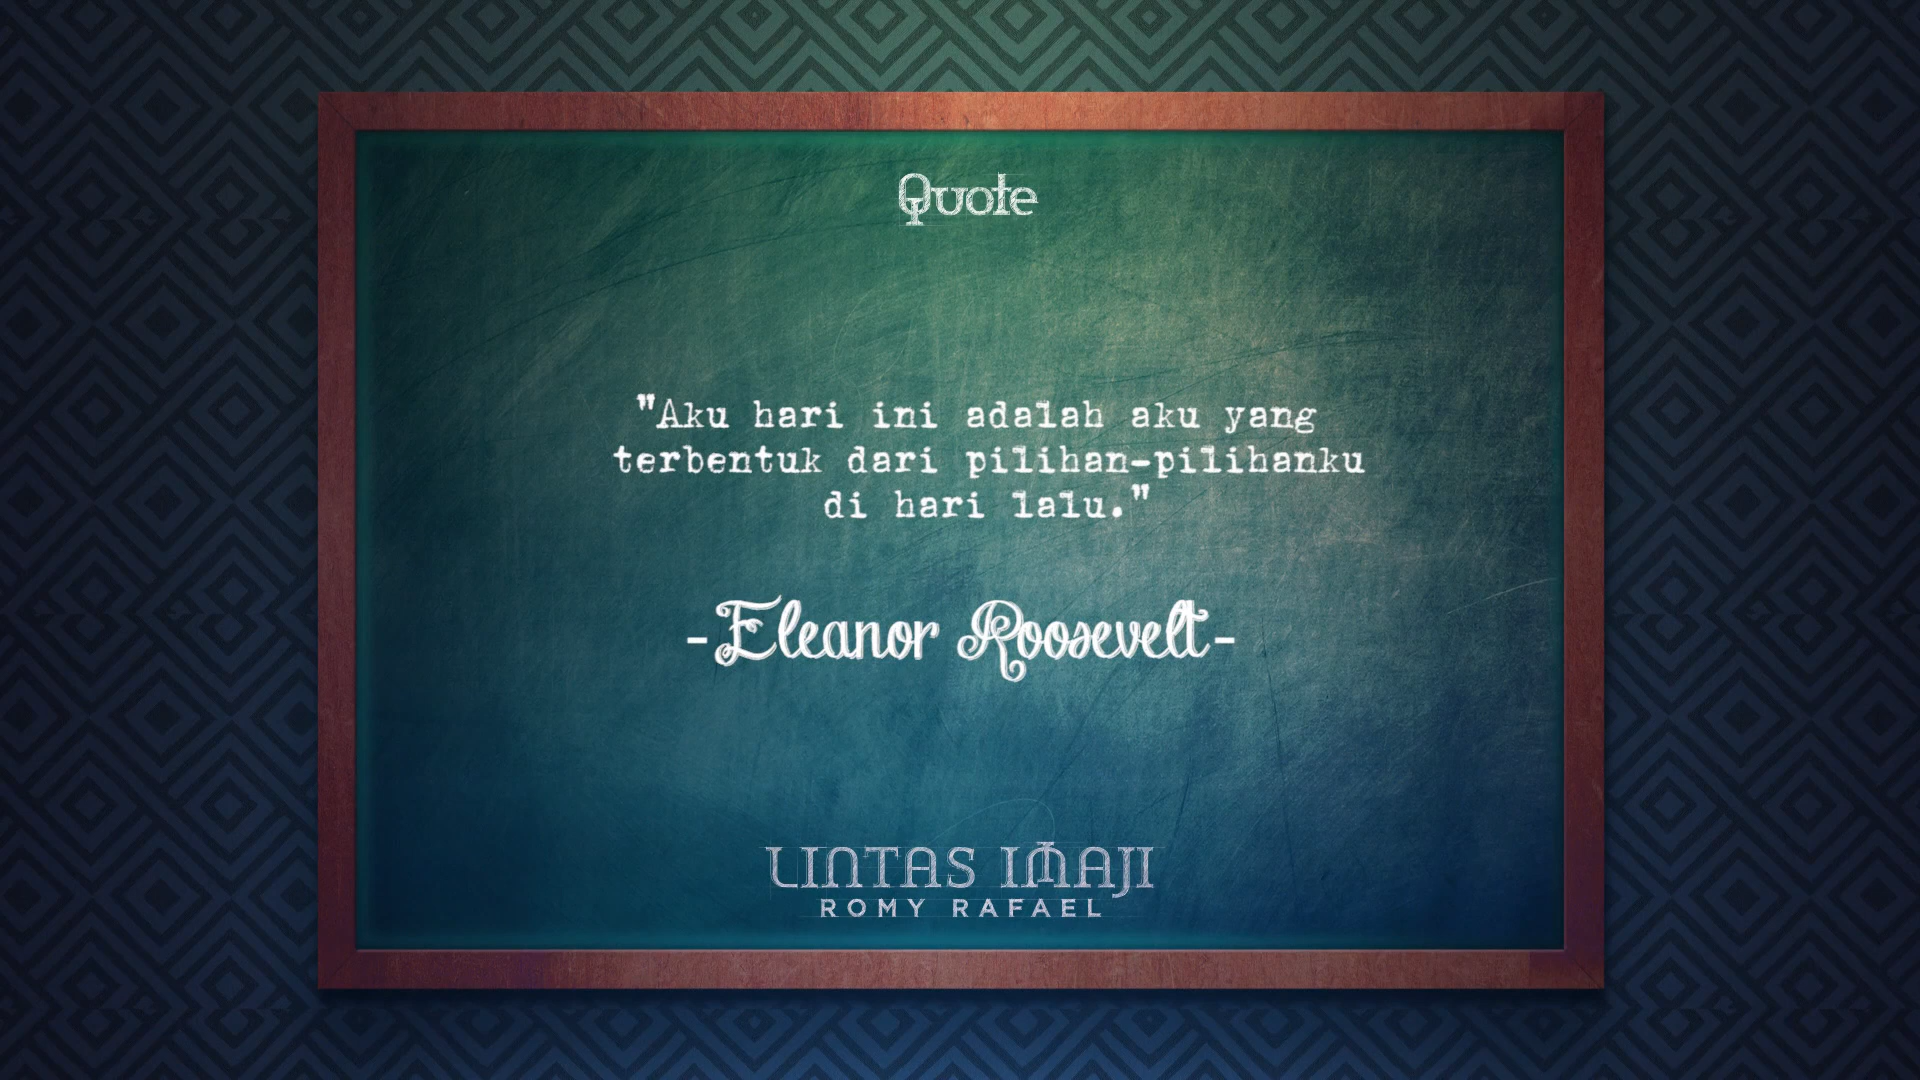 Quote
"Aku hari ini adalah aku yang
terbentuk dari pilihan-pilihanku
di hari lalu."
-Eleanor Roosevelt-
LINTAS IMAJI
ROMY RAFAEL